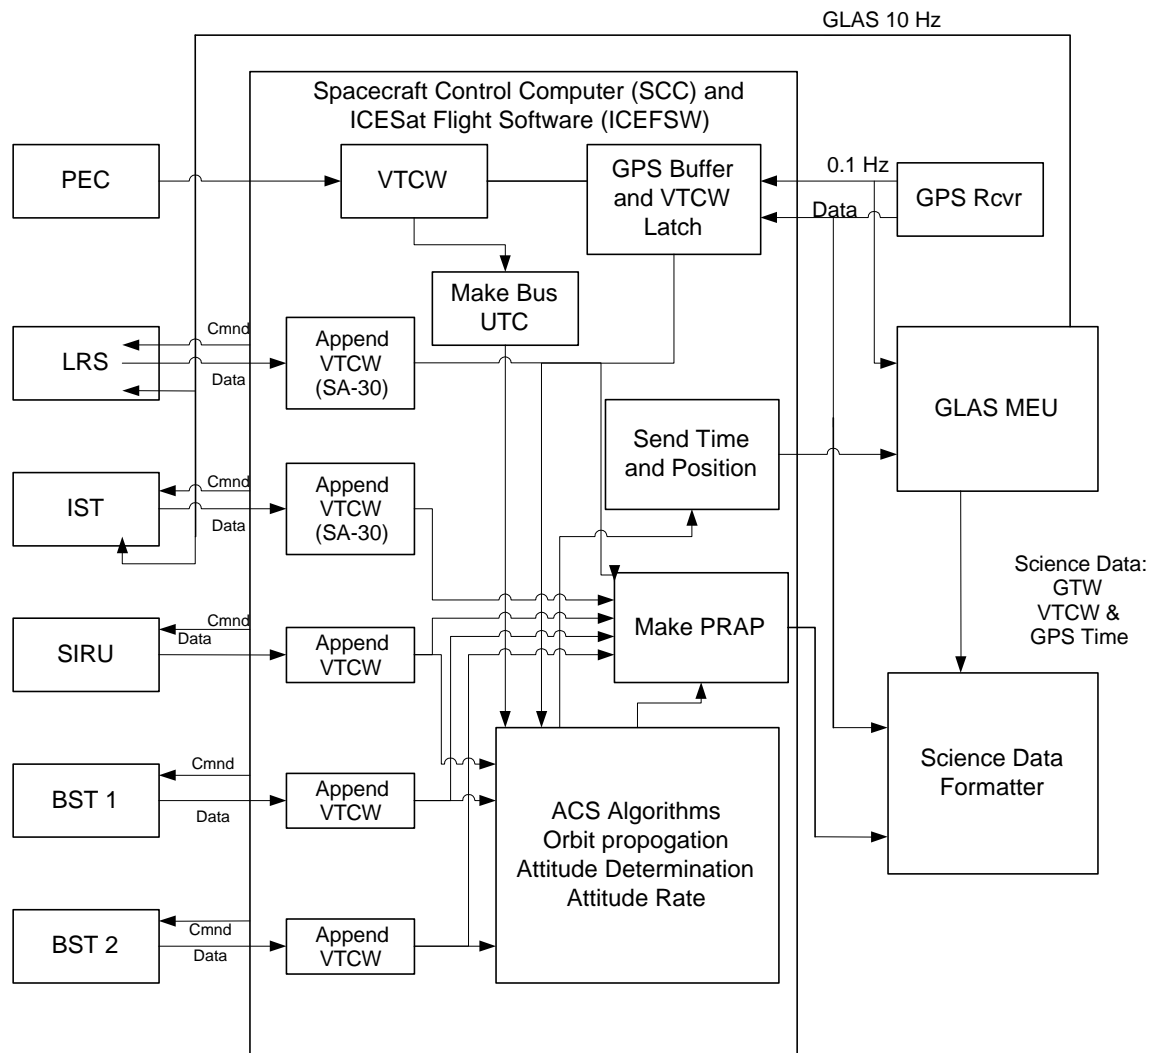 GLAS 10 Hz
Spacecraft Control Computer (SCC) and
ICESat Flight Software (ICEFSW)
PEC
VTCW
GPS Buffer
and VTCW
Latch
0.1 Hz
Data
GPS Rcvr
Make Bus
UTC
LRS
Cmnd
Data
Append
VTCW
(SA-30)
GLAS MEU
Send Time
and Position
IST
Cmnd
Data
Append
VTCW
(SA-30)
Science Data:
GTW
VTCW &
GPS Time
SIRU
Cmnd
Data
Append
VTCW
Make PRAP
BST 1
Cmnd
Data
Append
VTCW
ACS Algorithms
Orbit propogation
Attitude Determination
Attitude Rate
Science Data
Formatter
BST 2
Cmnd
Data
Append
VTCW